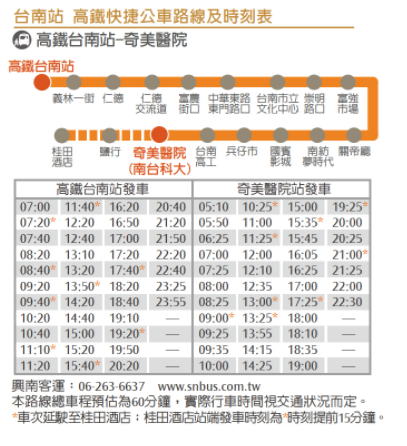 台南站 高鐵快捷公車路線及時刻表
高鐵台南站-奇美醫院
高鐵台南站
義林一街 仁德 仁德交流道 富農街口 中華東路東門路口 台南市立文化中心 崇明路口 富強市場
桂田酒店 鹽行 奇美醫院(南台科大) 台南高工 兵仔市 國賓影城 南紡夢時代 關帝廳
高鐵台南站發車 奇美醫院站發車
07:00 11:40* 16:20 20:40 05:10 10:25* 15:00 19:25*
07:20* 12:20 16:50 21:20 05:50 11:00 15:35* 20:00
07:40 12:40 17:00 21:50 06:25 11:25* 15:45 20:25
08:20 13:10 17:20 22:20 07:00 12:00 16:05 21:00*
08:40* 13:20 17:40* 22:40 07:25 12:10 16:25 21:25
09:20 13:50* 18:20 23:25 08:00 12:35 17:00 22:00
09:40* 14:20 18:40 23:55 08:25 13:00* 17:25* 22:30
10:20 14:40 19:10 — 09:00* 13:25* 18:00 —
10:40 15:00 19:20* — 09:25 13:55 18:10 —
11:10* 15:20 19:50 — 09:35 14:15 18:35 —
11:20 15:40* 20:20 — 10:00 14:25 19:00 —
興南客運：06-263-6637 www.snbus.com.tw
本路線總車程預估為60分鐘，實際行車時間視交通狀況而定。
*車次延駛至桂田酒店；桂田酒店站端發車時刻為*時刻提前15分鐘。